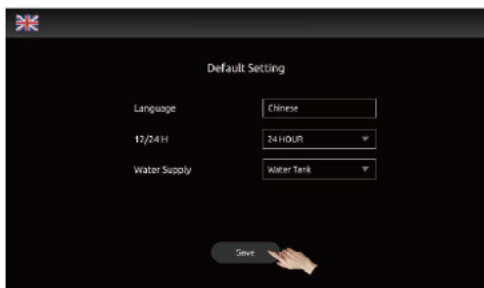 Default Setting
Language Chinese
12/24 H 24 HOUR
Water Supply Water Tank
Save